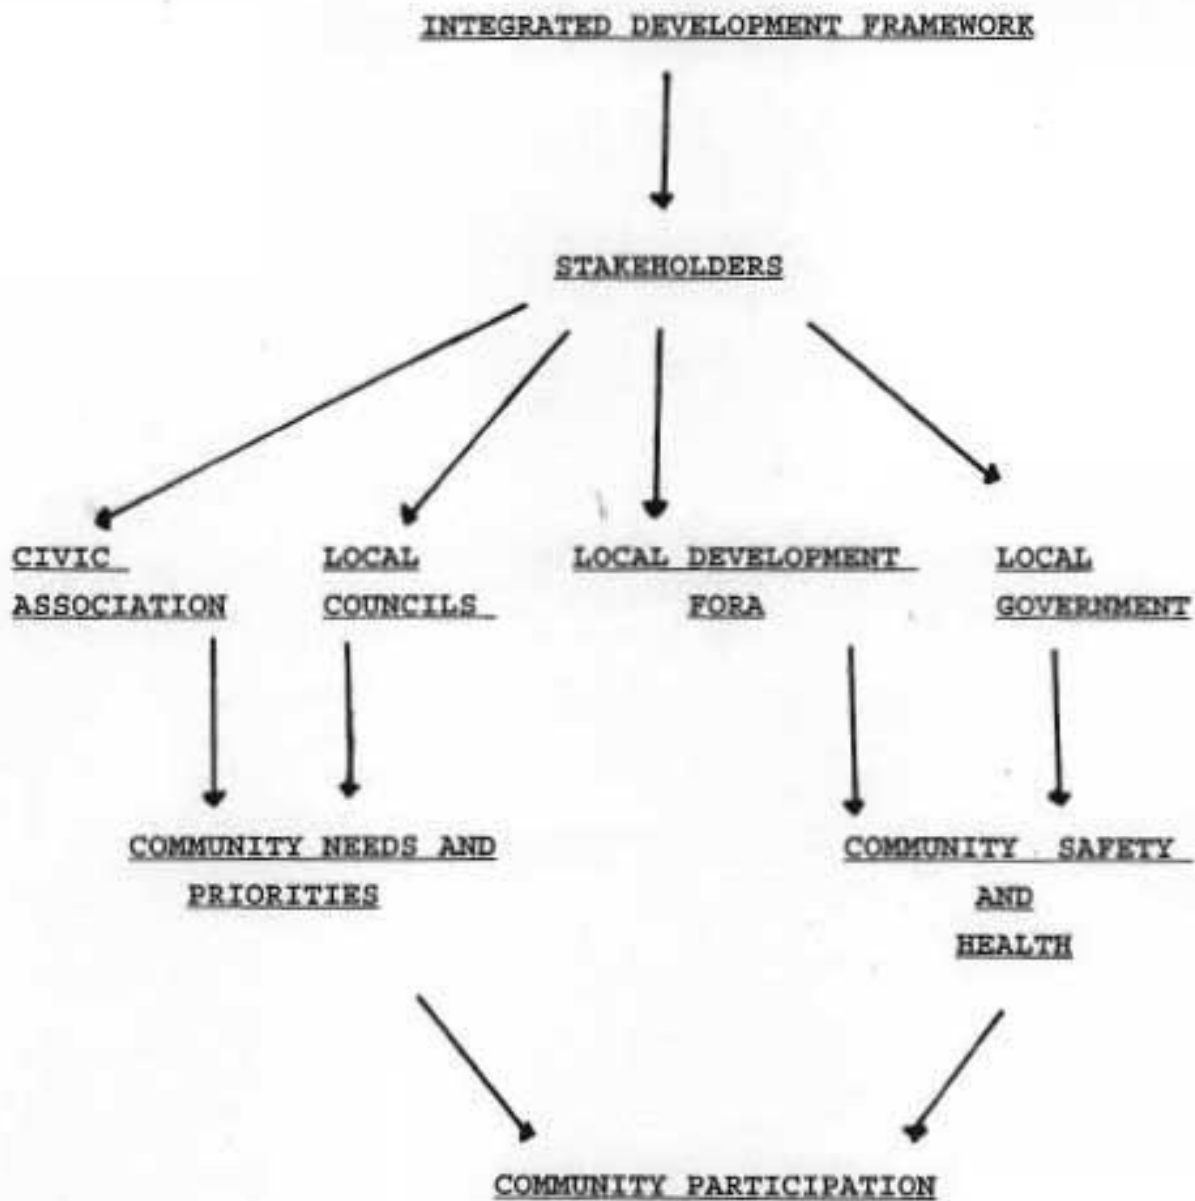 INTEGRATED DEVELOPMENT FRAMEWORK
STAKEHOLDERS
CIVIC
ASSOCIATION
LOCAL
COUNCILS
LOCAL DEVELOPMENT
FORA
LOCAL
GOVERNMENT
COMMUNITY NEEDS AND
PRIORITIES
COMMUNITY SAFETY
AND
HEALTH
COMMUNITY PARTICIPATION